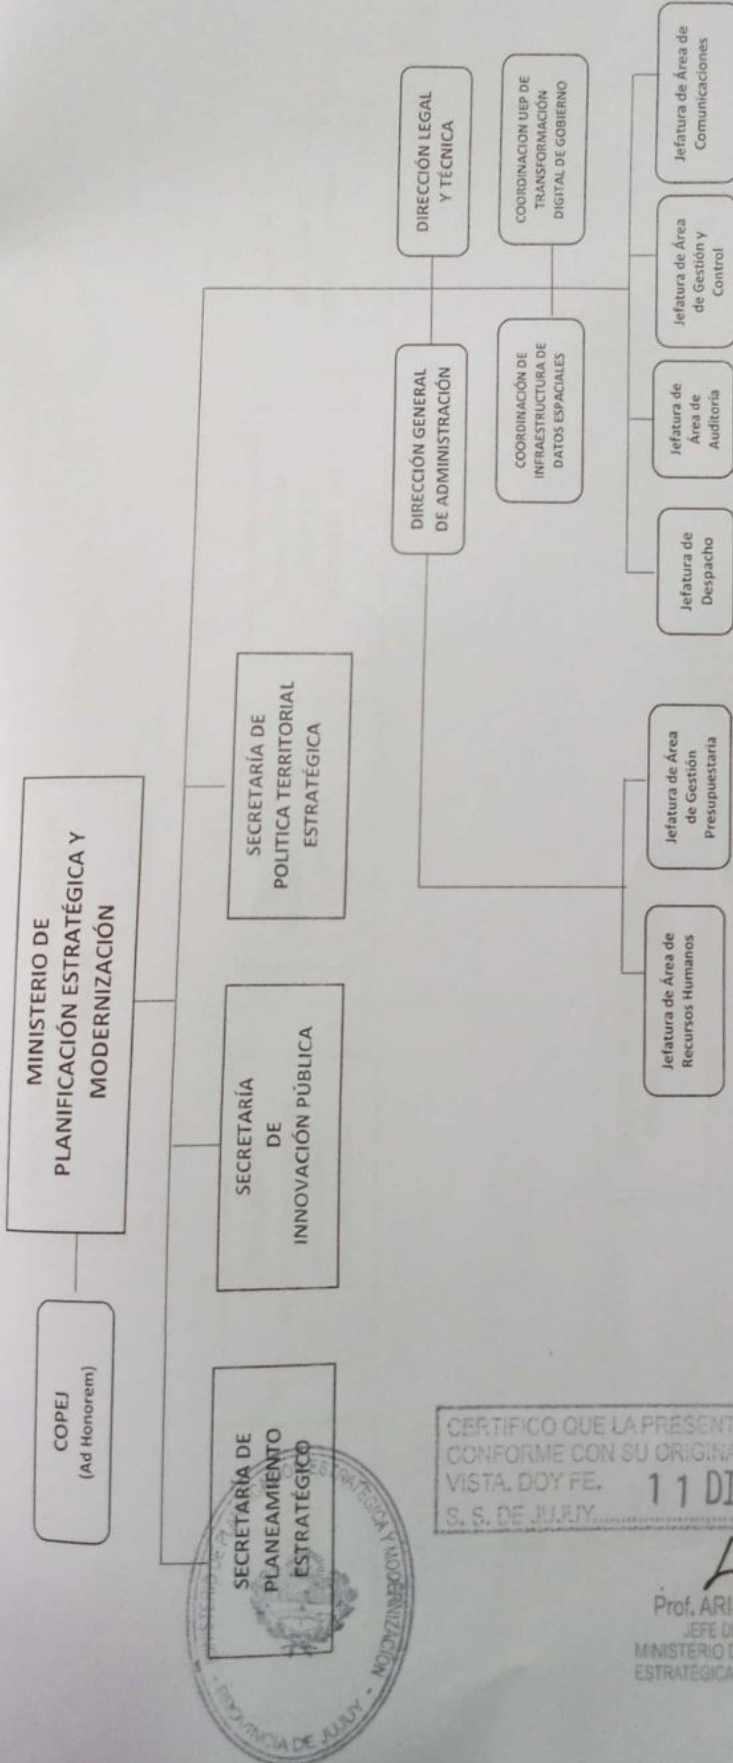 MINISTERIO DE
PLANIFICACIÓN ESTRATÉGICA Y
MODERNIZACIÓN
COPEJ
(Ad Honorem)
SECRETARÍA DE
PLANEAMIENTO
ESTRATÉGICO
SECRETARÍA
DE
INNOVACIÓN PÚBLICA
SECRETARÍA DE
POLITICA TERRITORIAL
ESTRATÉGICA
DIRECCIÓN GENERAL
DE ADMINISTRACIÓN
DIRECCIÓN LEGAL
Y TÉCNICA
COORDINACIÓN DE
INFRAESTRUCTURA DE
DATOS ESPACIALES
COORDINACION UEP DE
TRANSFORMACIÓN
DIGITAL DE GOBIERNO
Jefatura de Área de
Recursos Humanos
Jefatura de Área
de Gestión
Presupuestaria
Jefatura de
Despacho
Jefatura de
Área de
Auditoría
Jefatura de Área
de Gestión y
Control
Jefatura de Área de
Comunicaciones
ESTRATÉGICA Y MODERNIZACIÓN
PROVINCIA DE JUJUY
CERTIFICO QUE LA PRESENT
CONFORME CON SU ORIGINA
VISTA. DOY FE. 11 DI
S. S. DE JUJUY
Prof. ARI
JEFE D
MINISTERIO D
ESTRATÉGICA